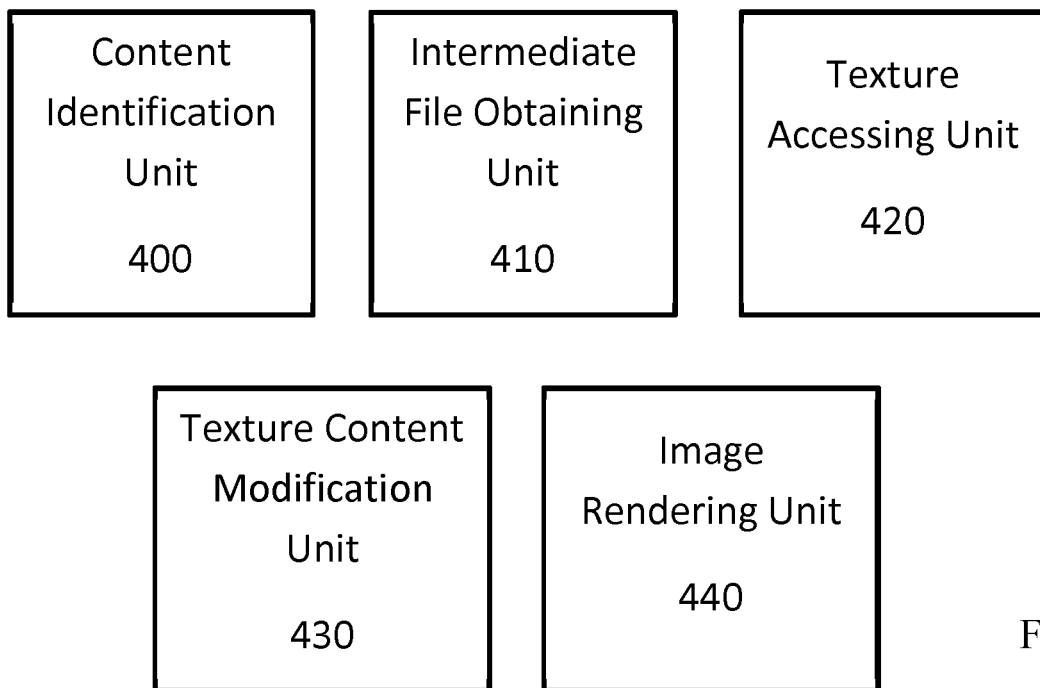 Content
Identification
Unit
400
Intermediate
File Obtaining
Unit
410
Texture
Accessing Unit
420
Texture Content
Modification
Unit
430
Image
Rendering Unit
440
F